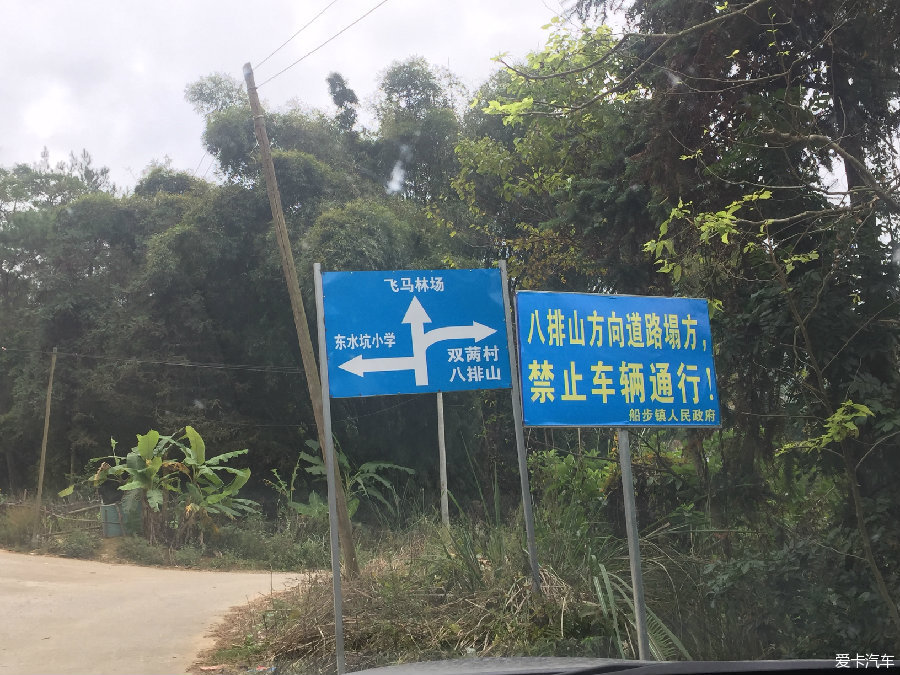 飞马林场
东水坑小学
双两村
八排山
八排山方向道路塌方,
禁止车辆通行!
船步镇人民政府
爱卡汽车